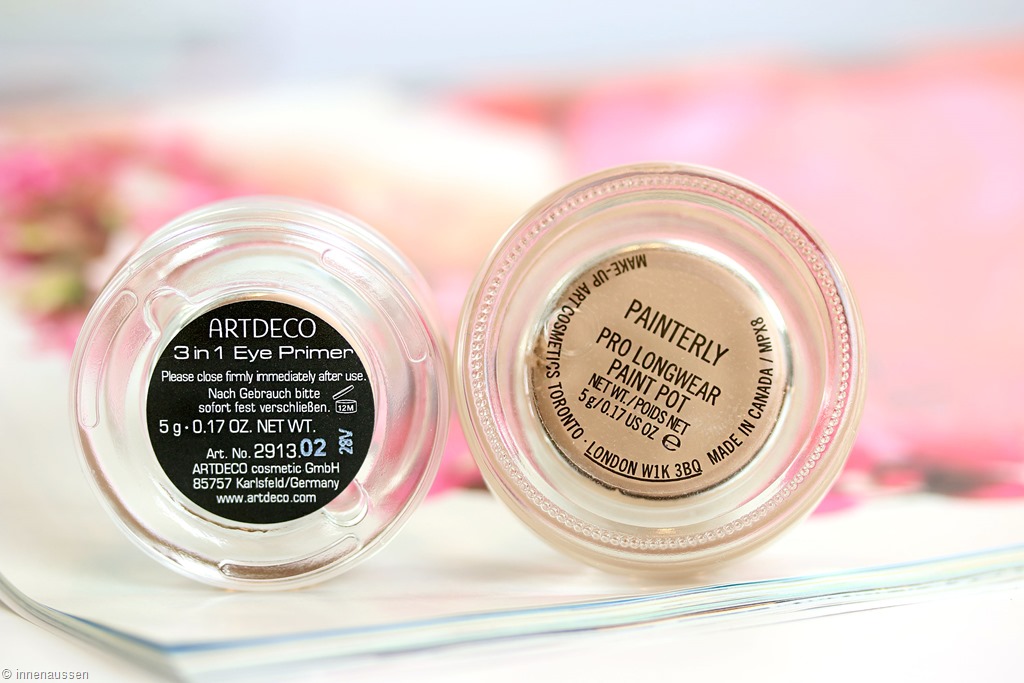 ARTDECO
3 in 1 Eye Primer
Please close firmly immediately after use.
Nach Gebrauch bitte
sofort fest verschließen.
12M
5 g · 0.17 OZ. NET WT.
Art. No. 2913.02
28V
ARTDECO cosmetic GmbH
85757 Karlsfeld/Germany
www.artdeco.com
PAINTERLY
PRO LONGWEAR
PAINT POT
NET WT./POIDS NET
5 g/0.17 US OZ e
MAKE-UP ART COSMETICS TORONTO · LONDON W1K 3BQ MADE IN CANADA / APX8
© innenaussen